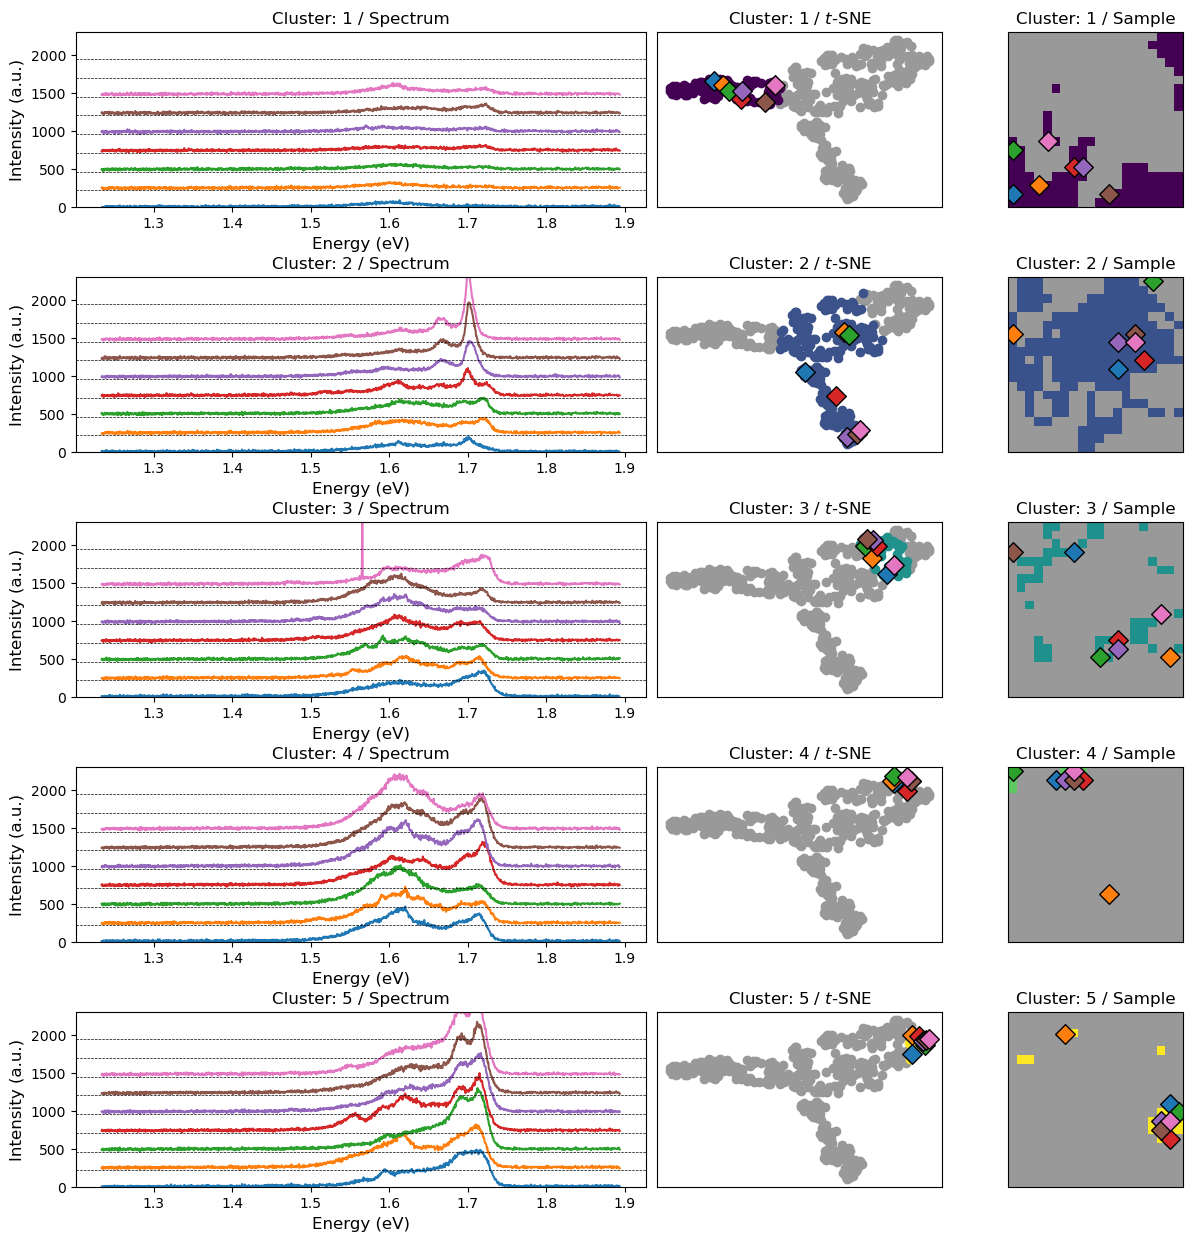 Cluster: 1 / Spectrum
Cluster: 1 / t-SNE
Cluster: 1 / Sample
Intensity (a.u.)
2000
1500
1000
500
0
1.3 1.4 1.5 1.6 1.7 1.8 1.9
Energy (eV)
Cluster: 2 / Spectrum
Cluster: 2 / t-SNE
Cluster: 2 / Sample
Intensity (a.u.)
2000
1500
1000
500
0
1.3 1.4 1.5 1.6 1.7 1.8 1.9
Energy (eV)
Cluster: 3 / Spectrum
Cluster: 3 / t-SNE
Cluster: 3 / Sample
Intensity (a.u.)
2000
1500
1000
500
0
1.3 1.4 1.5 1.6 1.7 1.8 1.9
Energy (eV)
Cluster: 4 / Spectrum
Cluster: 4 / t-SNE
Cluster: 4 / Sample
Intensity (a.u.)
2000
1500
1000
500
0
1.3 1.4 1.5 1.6 1.7 1.8 1.9
Energy (eV)
Cluster: 5 / Spectrum
Cluster: 5 / t-SNE
Cluster: 5 / Sample
Intensity (a.u.)
2000
1500
1000
500
0
1.3 1.4 1.5 1.6 1.7 1.8 1.9
Energy (eV)